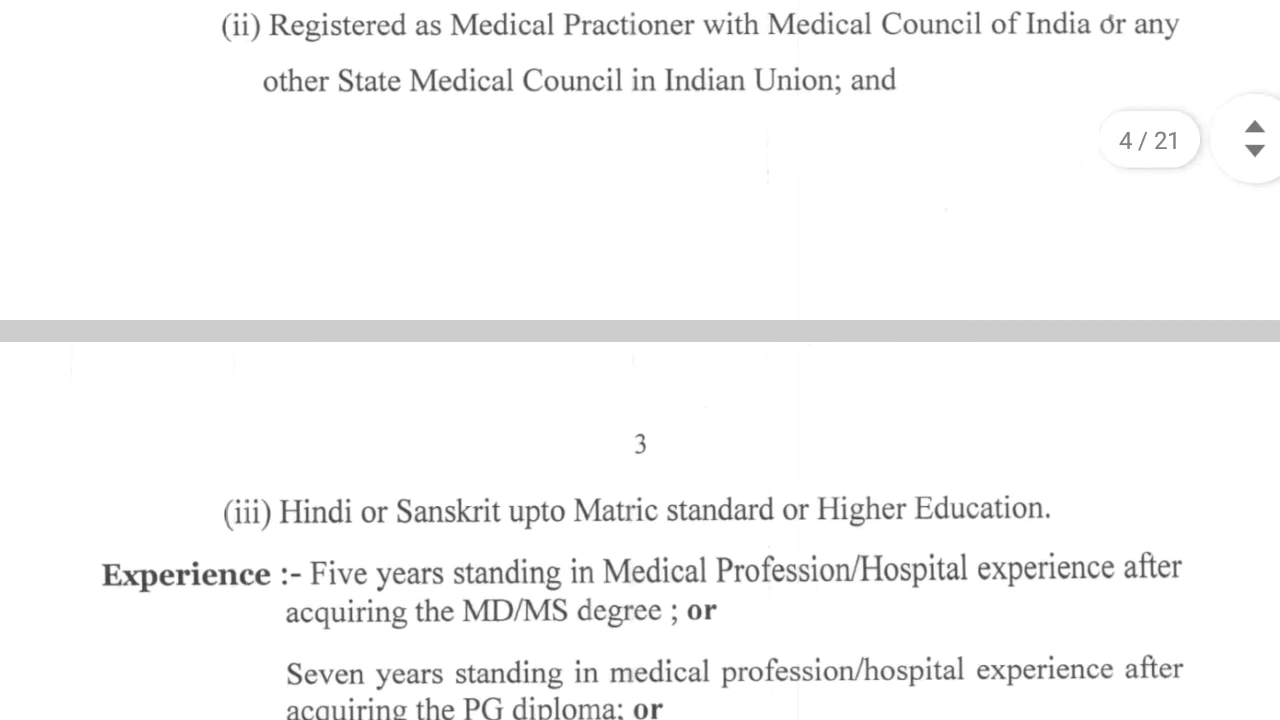 (ii) Registered as Medical Practioner with Medical Council of India or any
other State Medical Council in Indian Union; and
4 / 21
3
(iii) Hindi or Sanskrit upto Matric standard or Higher Education.
Experience :- Five years standing in Medical Profession/Hospital experience after
acquiring the MD/MS degree ; or
Seven years standing in medical profession/hospital experience after
acquiring the PG diploma; or